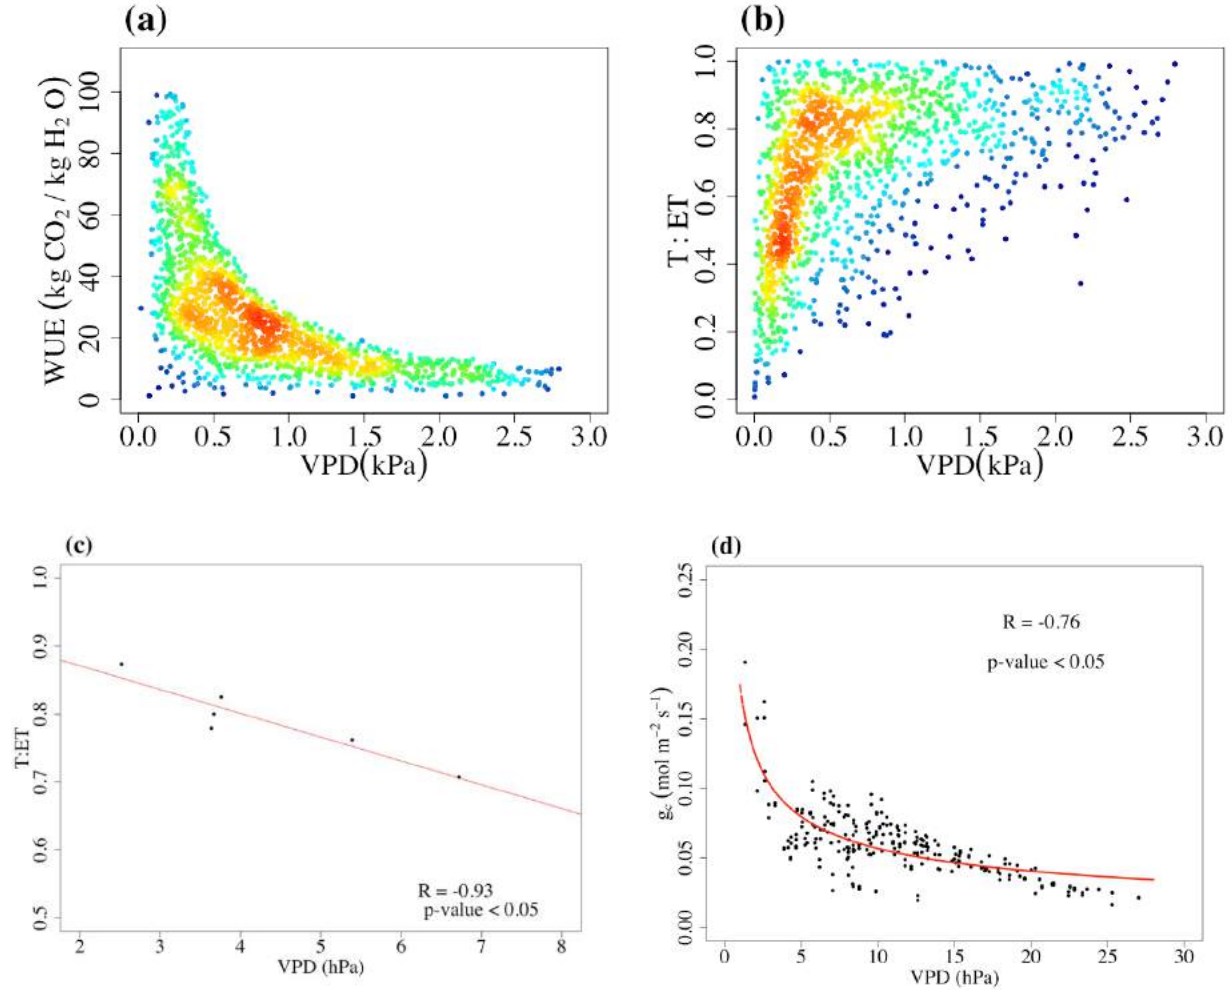 (a)
WUE (kg CO₂ / kg H₂ O)
100
80
60
40
20
0
0.0 0.5 1.0 1.5 2.0 2.5 3.0
VPD(kPa)
(b)
T : ET
1.0
0.8
0.6
0.4
0.2
0.0
0.0 0.5 1.0 1.5 2.0 2.5 3.0
VPD(kPa)
(c)
T:ET
1.0
0.9
0.8
0.7
0.6
0.5
R = -0.93
p-value < 0.05
2 3 4 5 6 7 8
VPD (hPa)
(d)
g꜀ (mol m⁻² s⁻¹)
0.25
0.20
0.15
0.10
0.05
0.00
R = -0.76
p-value < 0.05
0 5 10 15 20 25 30
VPD (hPa)